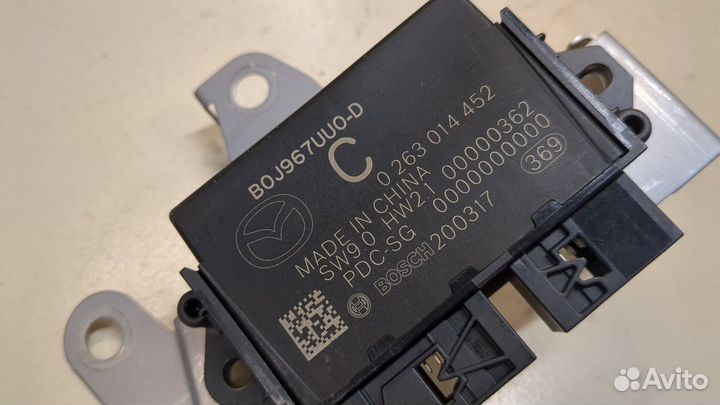 B0J967UU0-D
C
0 263 014 452
MADE IN CHINA
SW9.0 HW2.1 00000362
PDC-SG 0000000000
BOSCH 200317
369
Avito